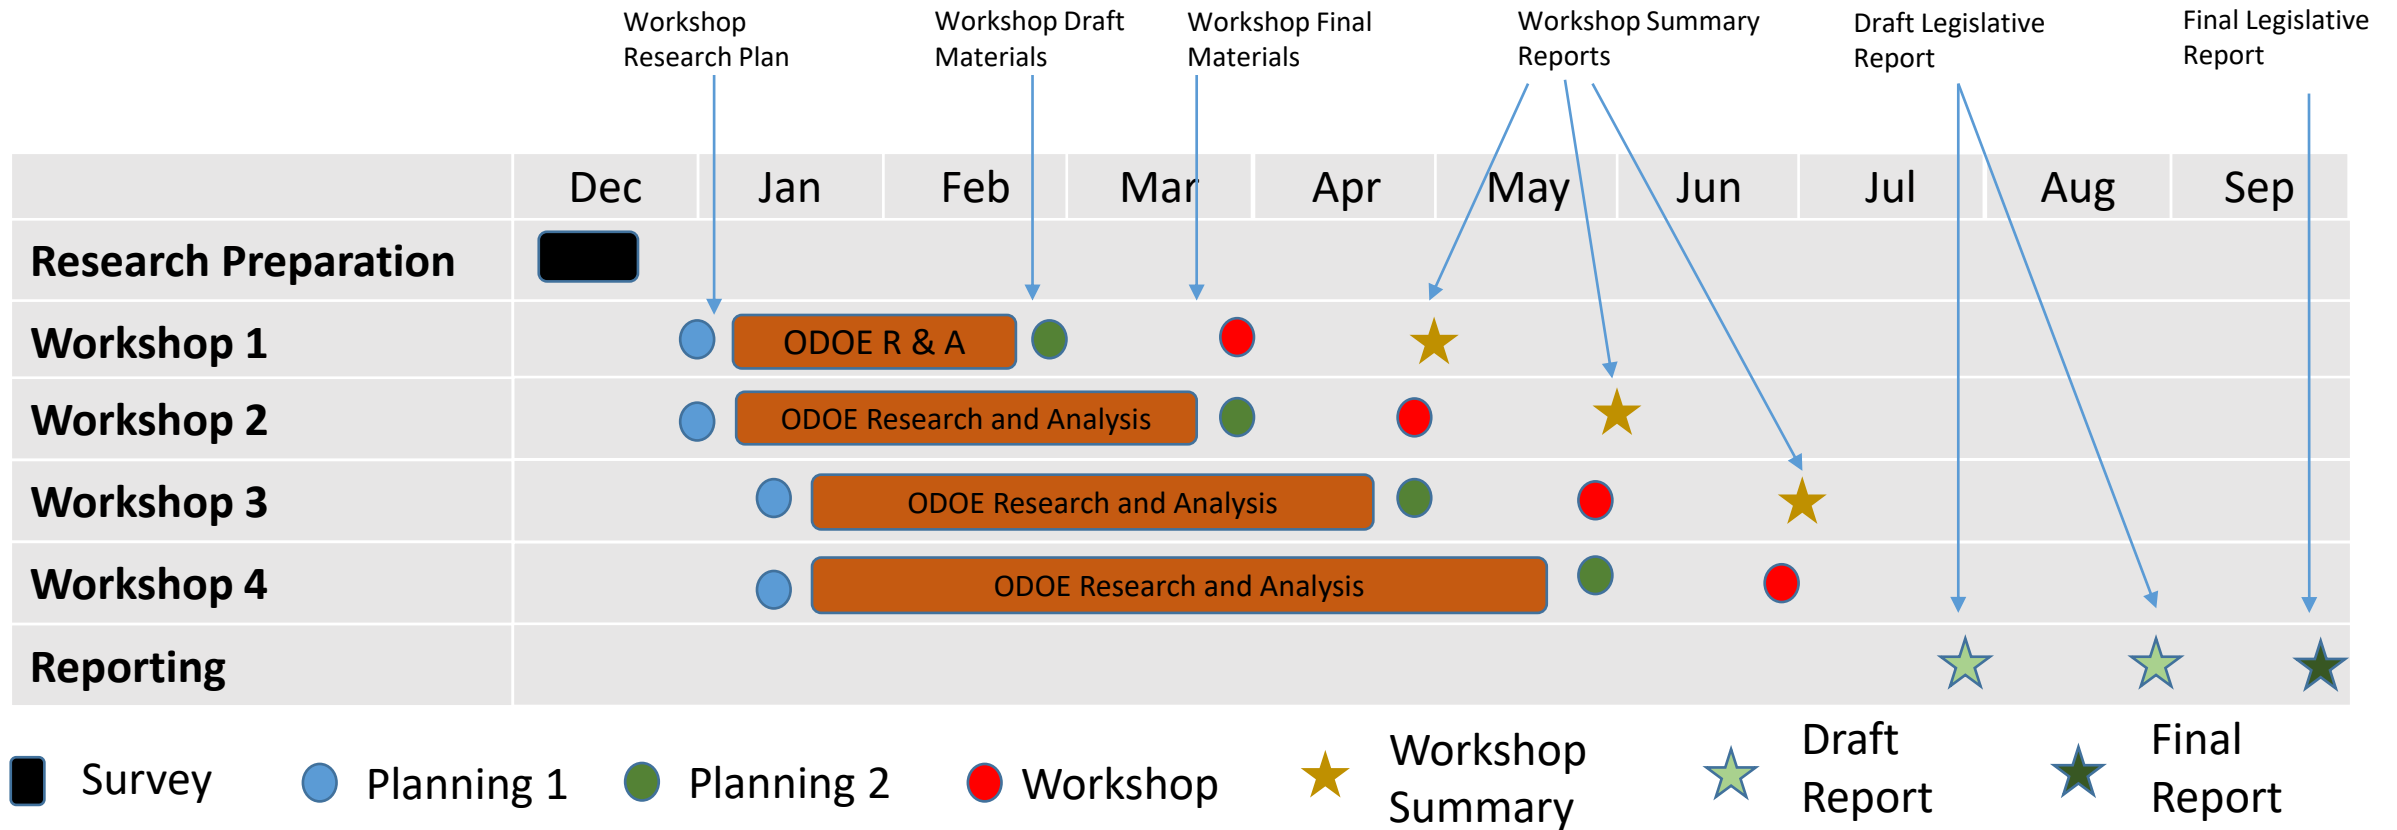 Workshop
Research Plan
Workshop Draft
Materials
Workshop Final
Materials
Workshop Summary
Reports
Draft Legislative
Report
Final Legislative
Report
Dec Jan Feb Mar Apr May Jun Jul Aug Sep
Research Preparation
Workshop 1
ODOE R & A
Workshop 2
ODOE Research and Analysis
Workshop 3
ODOE Research and Analysis
Workshop 4
ODOE Research and Analysis
Reporting
Survey
Planning 1
Planning 2
Workshop
Workshop
Summary
Draft
Report
Final
Report